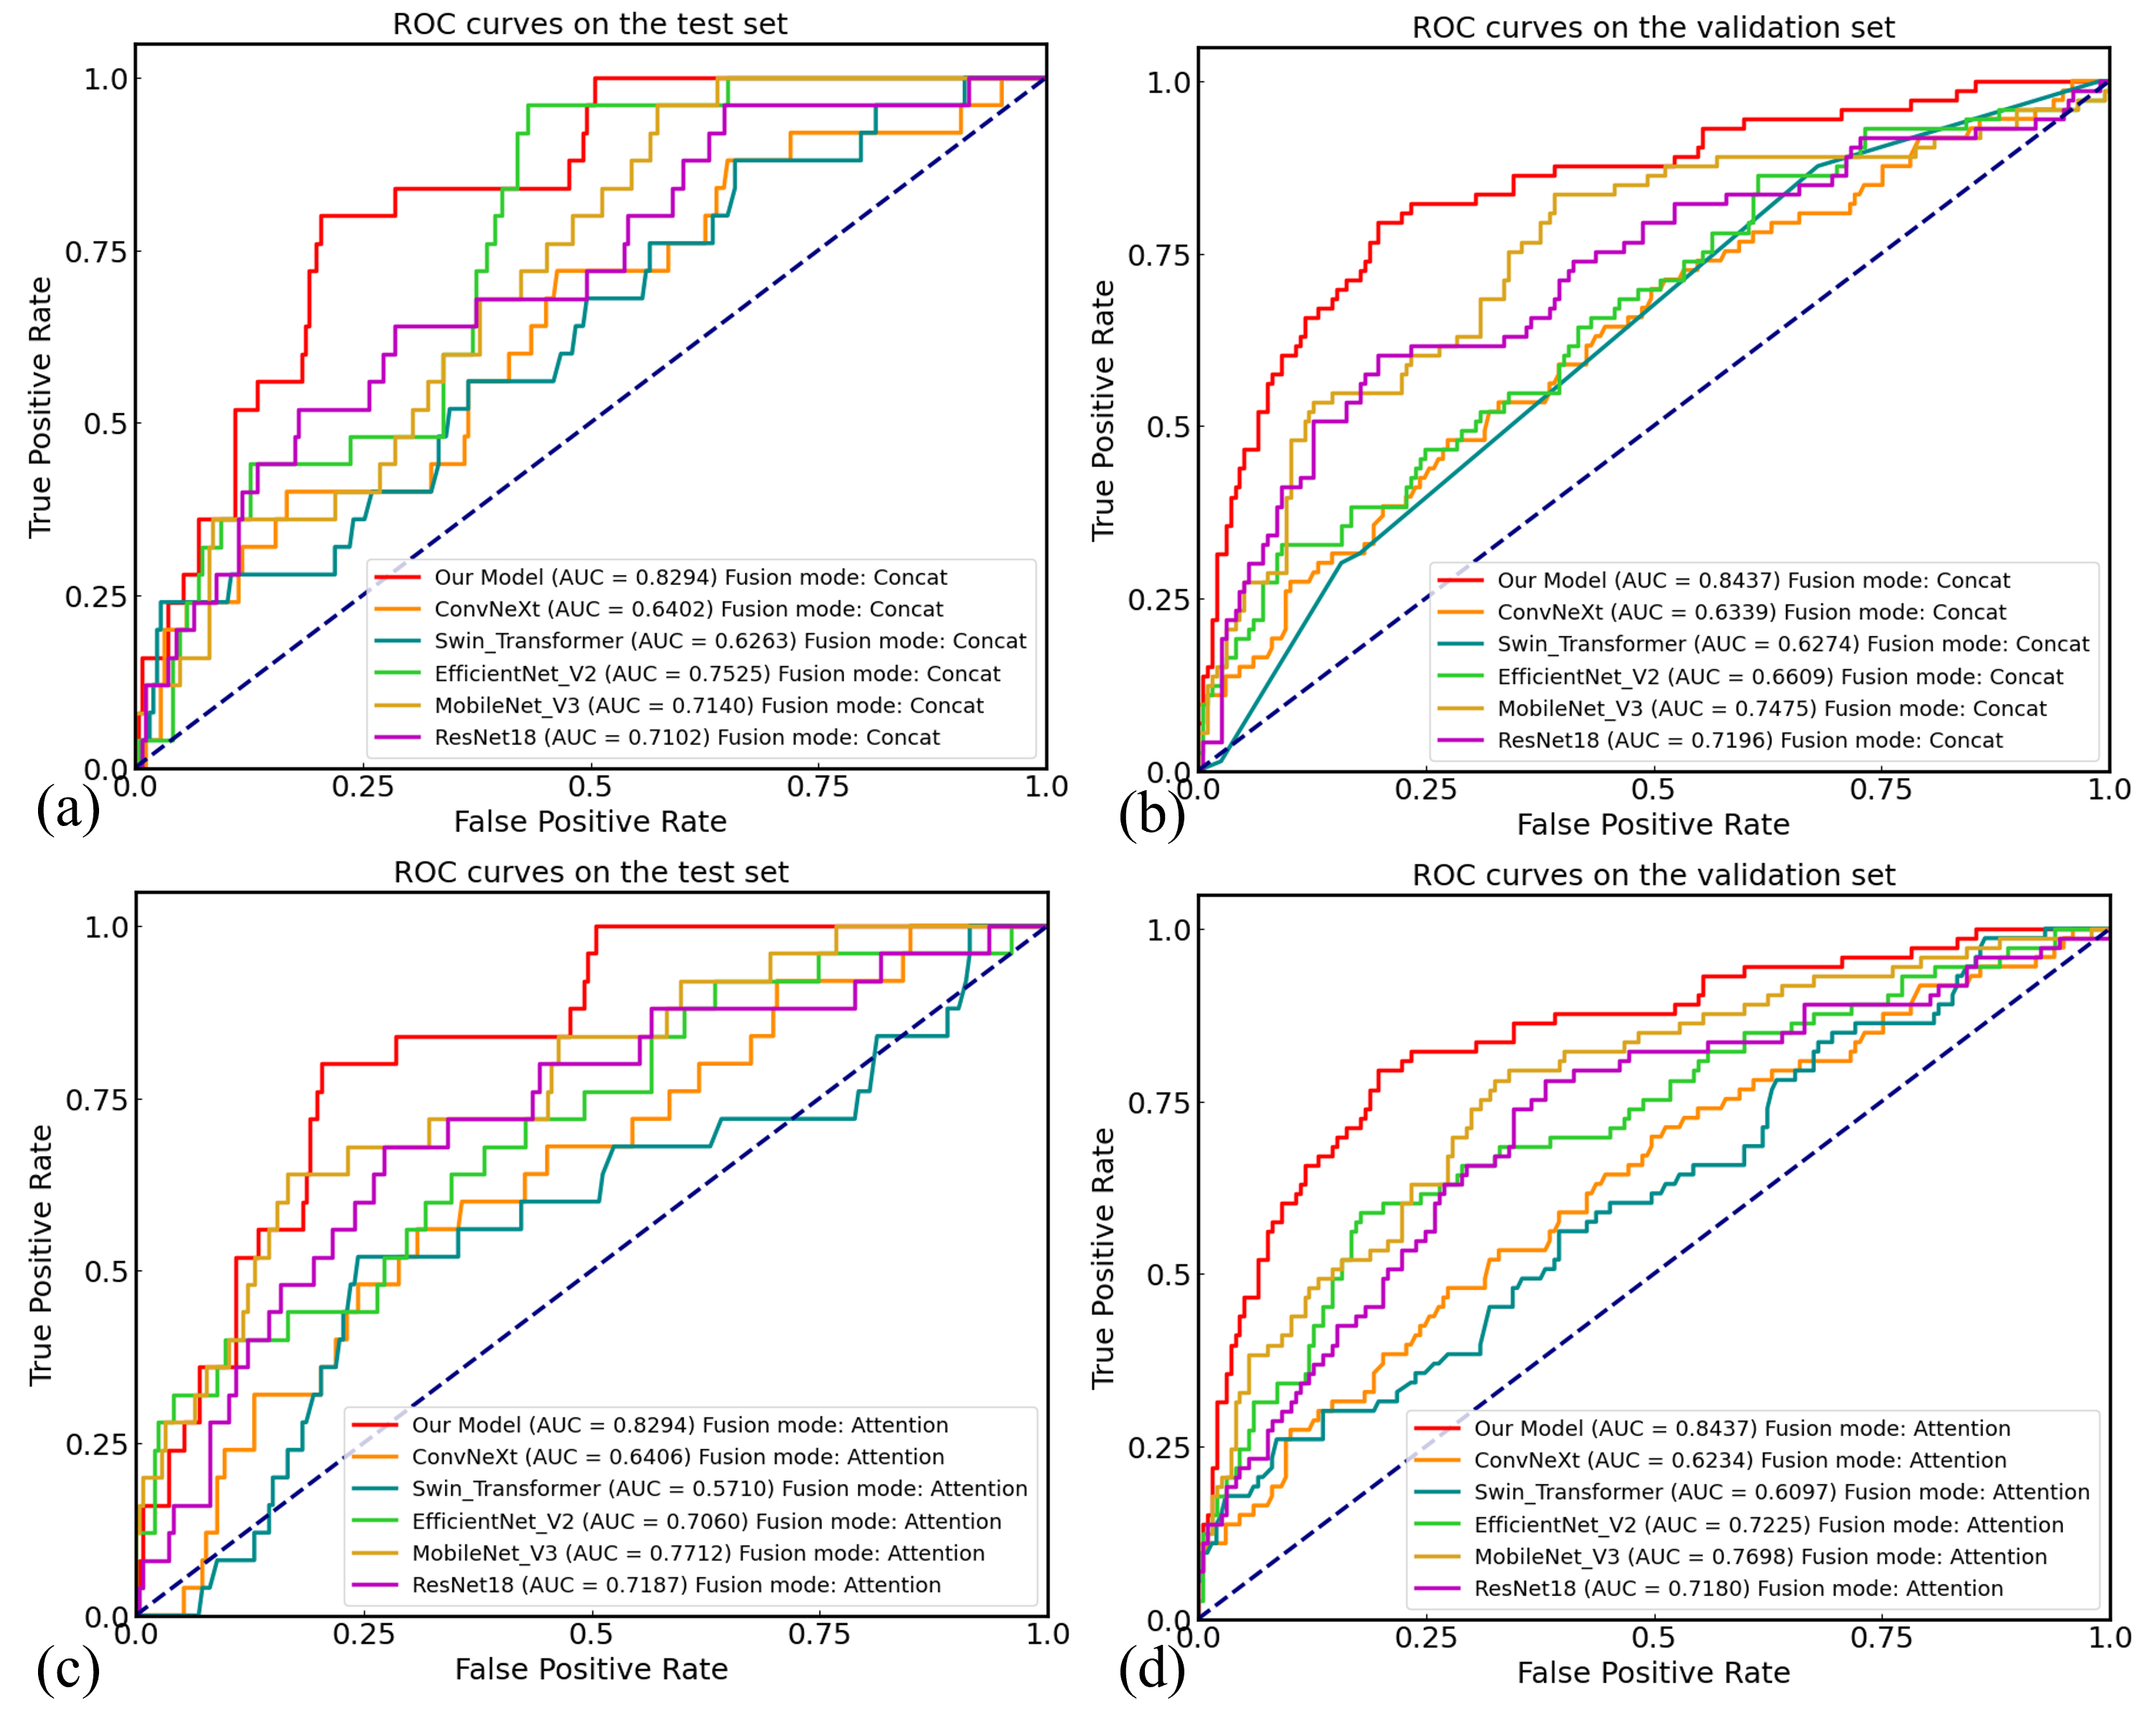 ROC curves on the test set
1.0
0.75
0.5
0.25
0.0
True Positive Rate
Our Model (AUC = 0.8294) Fusion mode: Concat
ConvNeXt (AUC = 0.6402) Fusion mode: Concat
Swin_Transformer (AUC = 0.6263) Fusion mode: Concat
EfficientNet_V2 (AUC = 0.7525) Fusion mode: Concat
MobileNet_V3 (AUC = 0.7140) Fusion mode: Concat
ResNet18 (AUC = 0.7102) Fusion mode: Concat
0.0 0.25 0.5 0.75 1.0
False Positive Rate
(a)
ROC curves on the validation set
1.0
0.75
0.5
0.25
0.0
True Positive Rate
Our Model (AUC = 0.8437) Fusion mode: Concat
ConvNeXt (AUC = 0.6339) Fusion mode: Concat
Swin_Transformer (AUC = 0.6274) Fusion mode: Concat
EfficientNet_V2 (AUC = 0.6609) Fusion mode: Concat
MobileNet_V3 (AUC = 0.7475) Fusion mode: Concat
ResNet18 (AUC = 0.7196) Fusion mode: Concat
0.0 0.25 0.5 0.75 1.0
False Positive Rate
(b)
ROC curves on the test set
1.0
0.75
0.5
0.25
0.0
True Positive Rate
Our Model (AUC = 0.8294) Fusion mode: Attention
ConvNeXt (AUC = 0.6406) Fusion mode: Attention
Swin_Transformer (AUC = 0.5710) Fusion mode: Attention
EfficientNet_V2 (AUC = 0.7060) Fusion mode: Attention
MobileNet_V3 (AUC = 0.7712) Fusion mode: Attention
ResNet18 (AUC = 0.7187) Fusion mode: Attention
0.0 0.25 0.5 0.75 1.0
False Positive Rate
(c)
ROC curves on the validation set
1.0
0.75
0.5
0.25
0.0
True Positive Rate
Our Model (AUC = 0.8437) Fusion mode: Attention
ConvNeXt (AUC = 0.6234) Fusion mode: Attention
Swin_Transformer (AUC = 0.6097) Fusion mode: Attention
EfficientNet_V2 (AUC = 0.7225) Fusion mode: Attention
MobileNet_V3 (AUC = 0.7698) Fusion mode: Attention
ResNet18 (AUC = 0.7180) Fusion mode: Attention
0.0 0.25 0.5 0.75 1.0
False Positive Rate
(d)